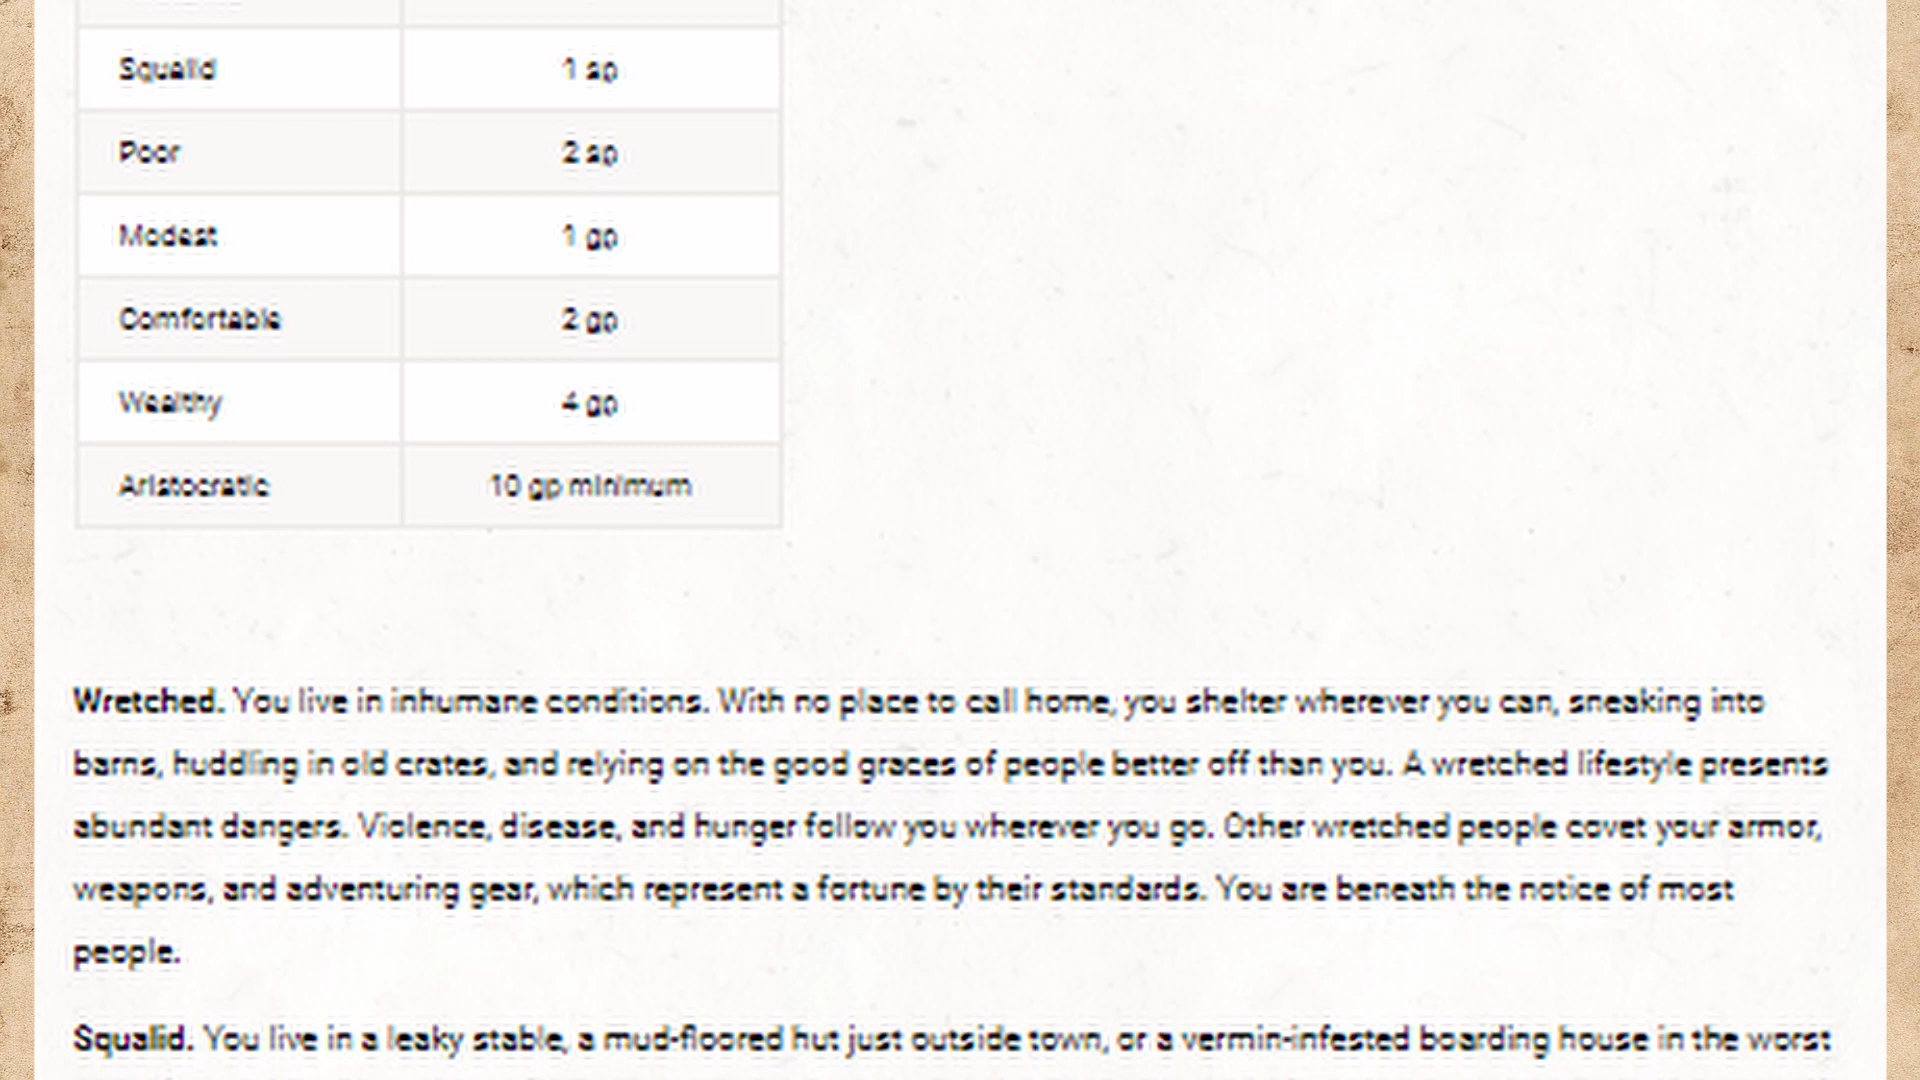 Squalid 1 sp
Poor 2 sp
Modest 1 gp
Comfortable 2 gp
Wealthy 4 gp
Aristocratic 10 gp minimum
Wretched. You live in inhumane conditions. With no place to call home, you shelter wherever you can, sneaking into
barns, huddling in old crates, and relying on the good graces of people better off than you. A wretched lifestyle presents
abundant dangers. Violence, disease, and hunger follow you wherever you go. Other wretched people covet your armor,
weapons, and adventuring gear, which represent a fortune by their standards. You are beneath the notice of most
people.
Squalid. You live in a leaky stable, a mud-floored hut just outside town, or a vermin-infested boarding house in the worst